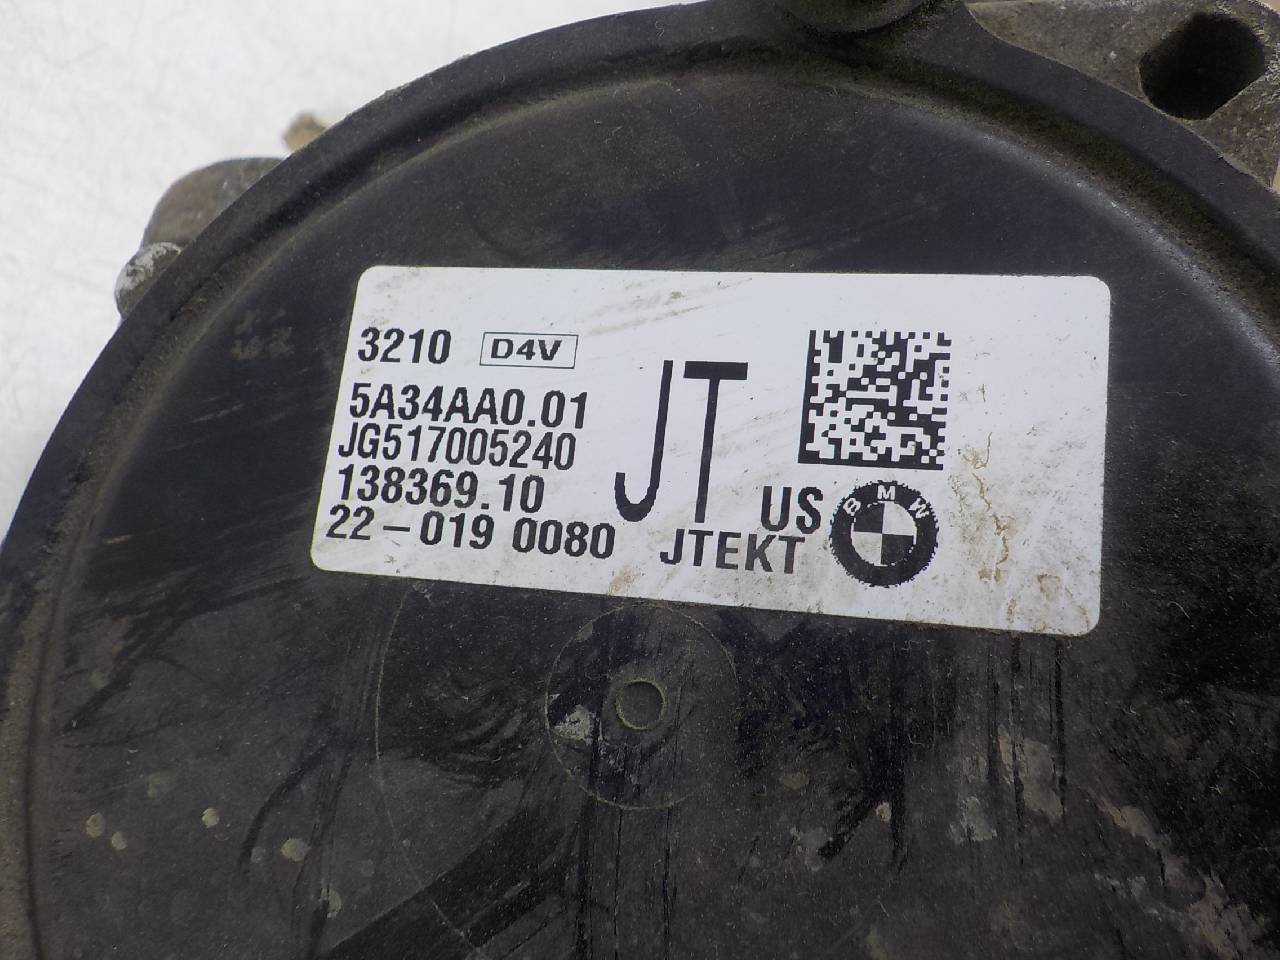 3210 D4V
5A34AA0.01
JG517005240
138369.10
22-019 0080
JT
US
JTEKT
BMW